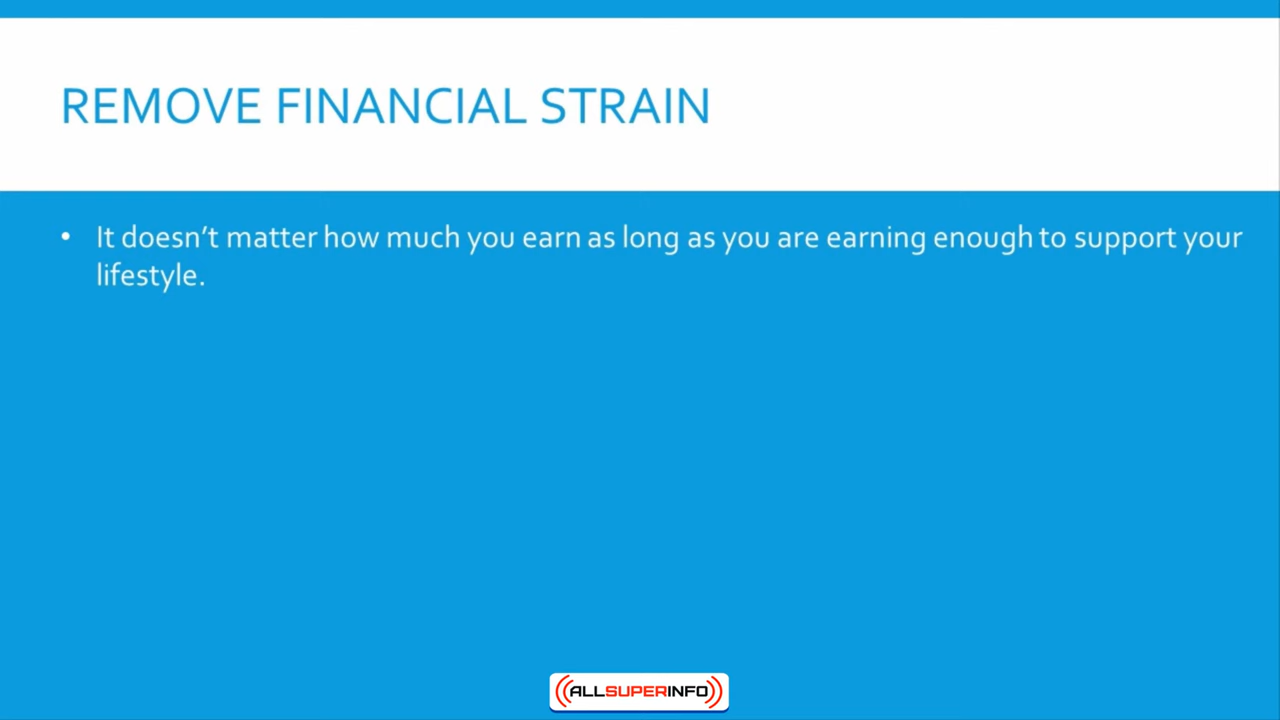 REMOVE FINANCIAL STRAIN
• It doesn’t matter how much you earn as long as you are earning enough to support your
lifestyle.
ALLSUPERINFO